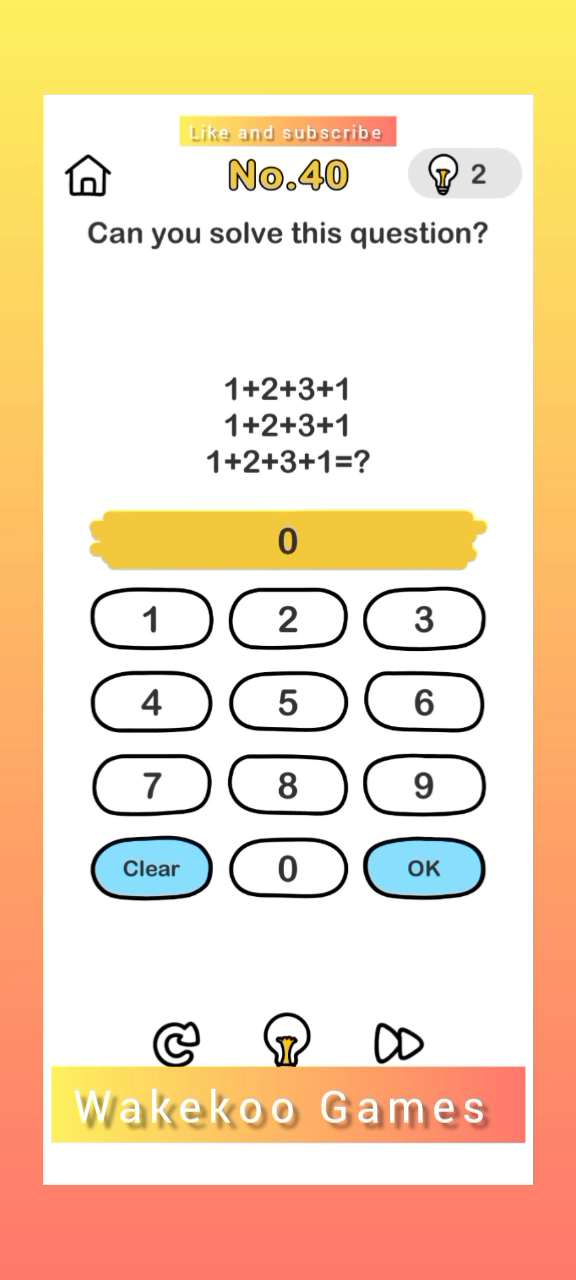 Like and subscribe
No.40
2
Can you solve this question?
1+2+3+1
1+2+3+1
1+2+3+1=?
0
1 2 3
4 5 6
7 8 9
Clear 0 OK
Wakekoo Games